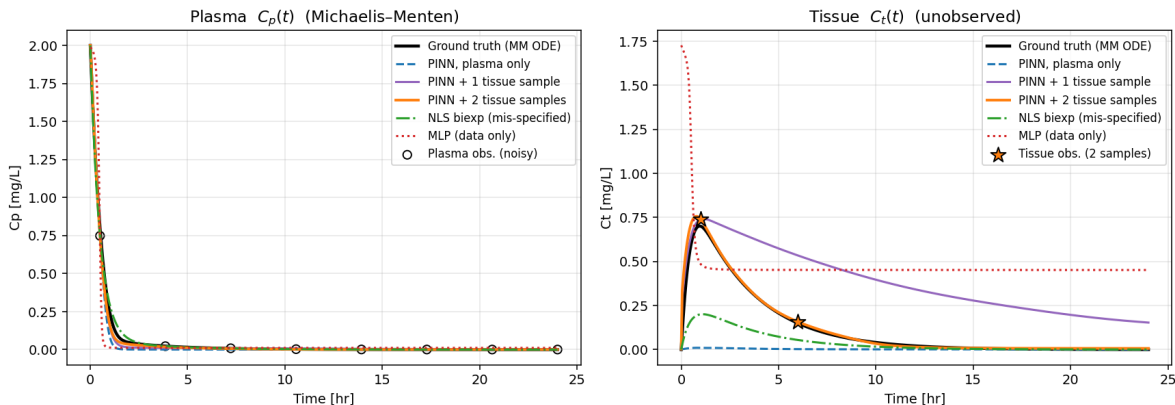 Plasma Cp(t) (Michaelis–Menten)
2.00
1.75
1.50
1.25
1.00
0.75
0.50
0.25
0.00
Cp [mg/L]
Ground truth (MM ODE)
PINN, plasma only
PINN + 1 tissue sample
PINN + 2 tissue samples
NLS biexp (mis-specified)
MLP (data only)
Plasma obs. (noisy)
0 5 10 15 20 25
Time [hr]
Tissue Ct(t) (unobserved)
1.75
1.50
1.25
1.00
0.75
0.50
0.25
0.00
Ct [mg/L]
Ground truth (MM ODE)
PINN, plasma only
PINN + 1 tissue sample
PINN + 2 tissue samples
NLS biexp (mis-specified)
MLP (data only)
Tissue obs. (2 samples)
0 5 10 15 20 25
Time [hr]